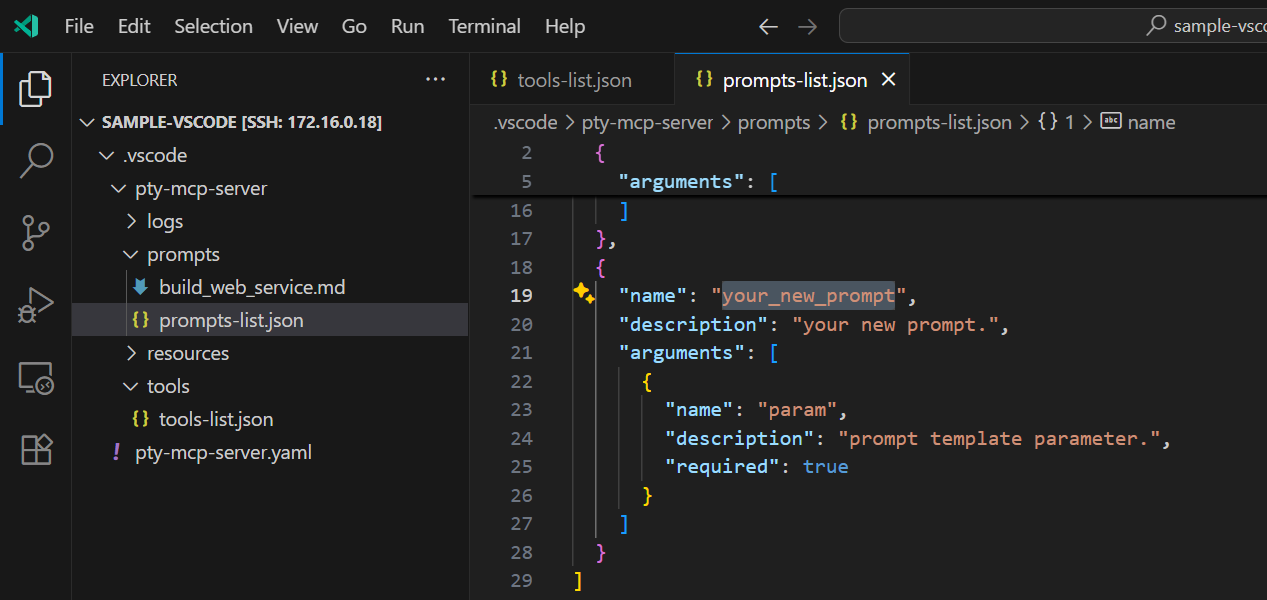 File Edit Selection View Go Run Terminal Help
sample-vsco
EXPLORER
SAMPLE-VSCODE [SSH: 172.16.0.18]
.vscode
pty-mcp-server
logs
prompts
build_web_service.md
{} prompts-list.json
resources
tools
{} tools-list.json
! pty-mcp-server.yaml
{} tools-list.json
{} prompts-list.json
.vscode > pty-mcp-server > prompts > {} prompts-list.json > {} 1 > abc name
2 {
5 "arguments": [
16 ]
17 },
18 {
19 "name": "your_new_prompt",
20 "description": "your new prompt.",
21 "arguments": [
22 {
23 "name": "param",
24 "description": "prompt template parameter.",
25 "required": true
26 }
27 ]
28 }
29 ]